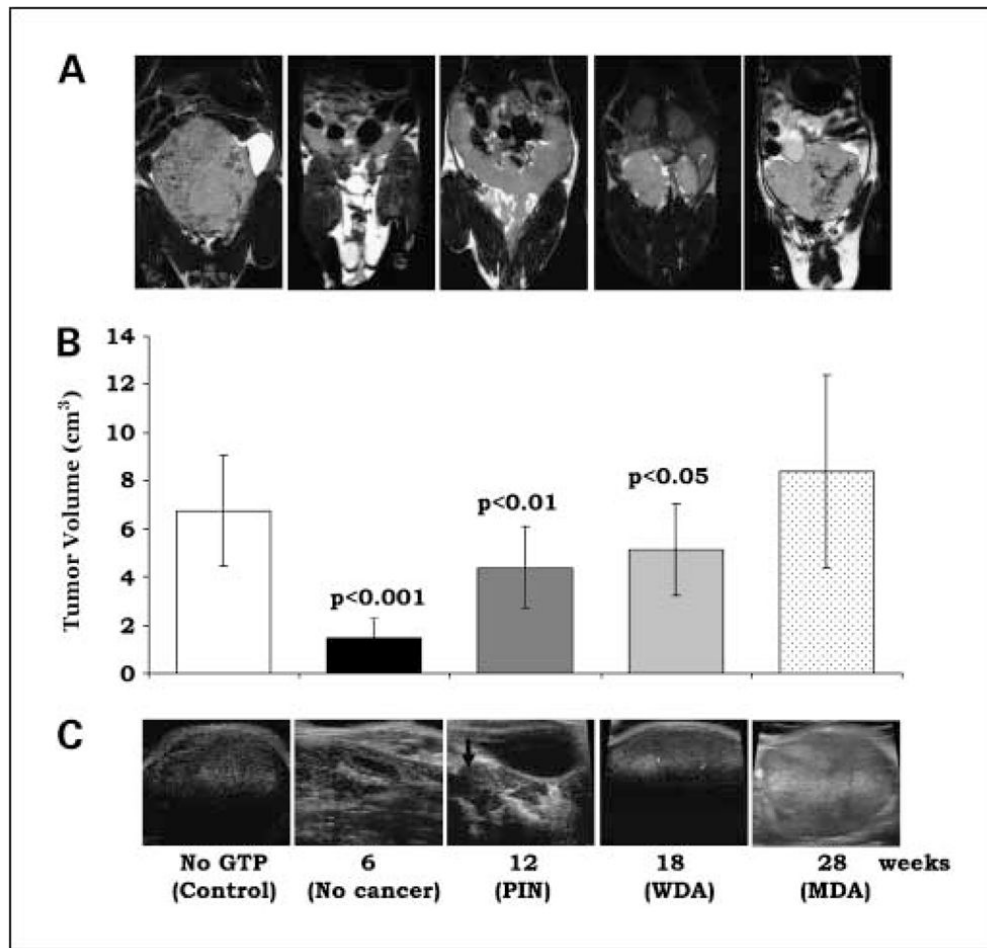 A
B
14
12
10
8
6
4
2
0
Tumor Volume (cm³)
p<0.001
p<0.01
p<0.05
C
No GTP 6 12 18 28 weeks
(Control) (No cancer) (PIN) (WDA) (MDA)